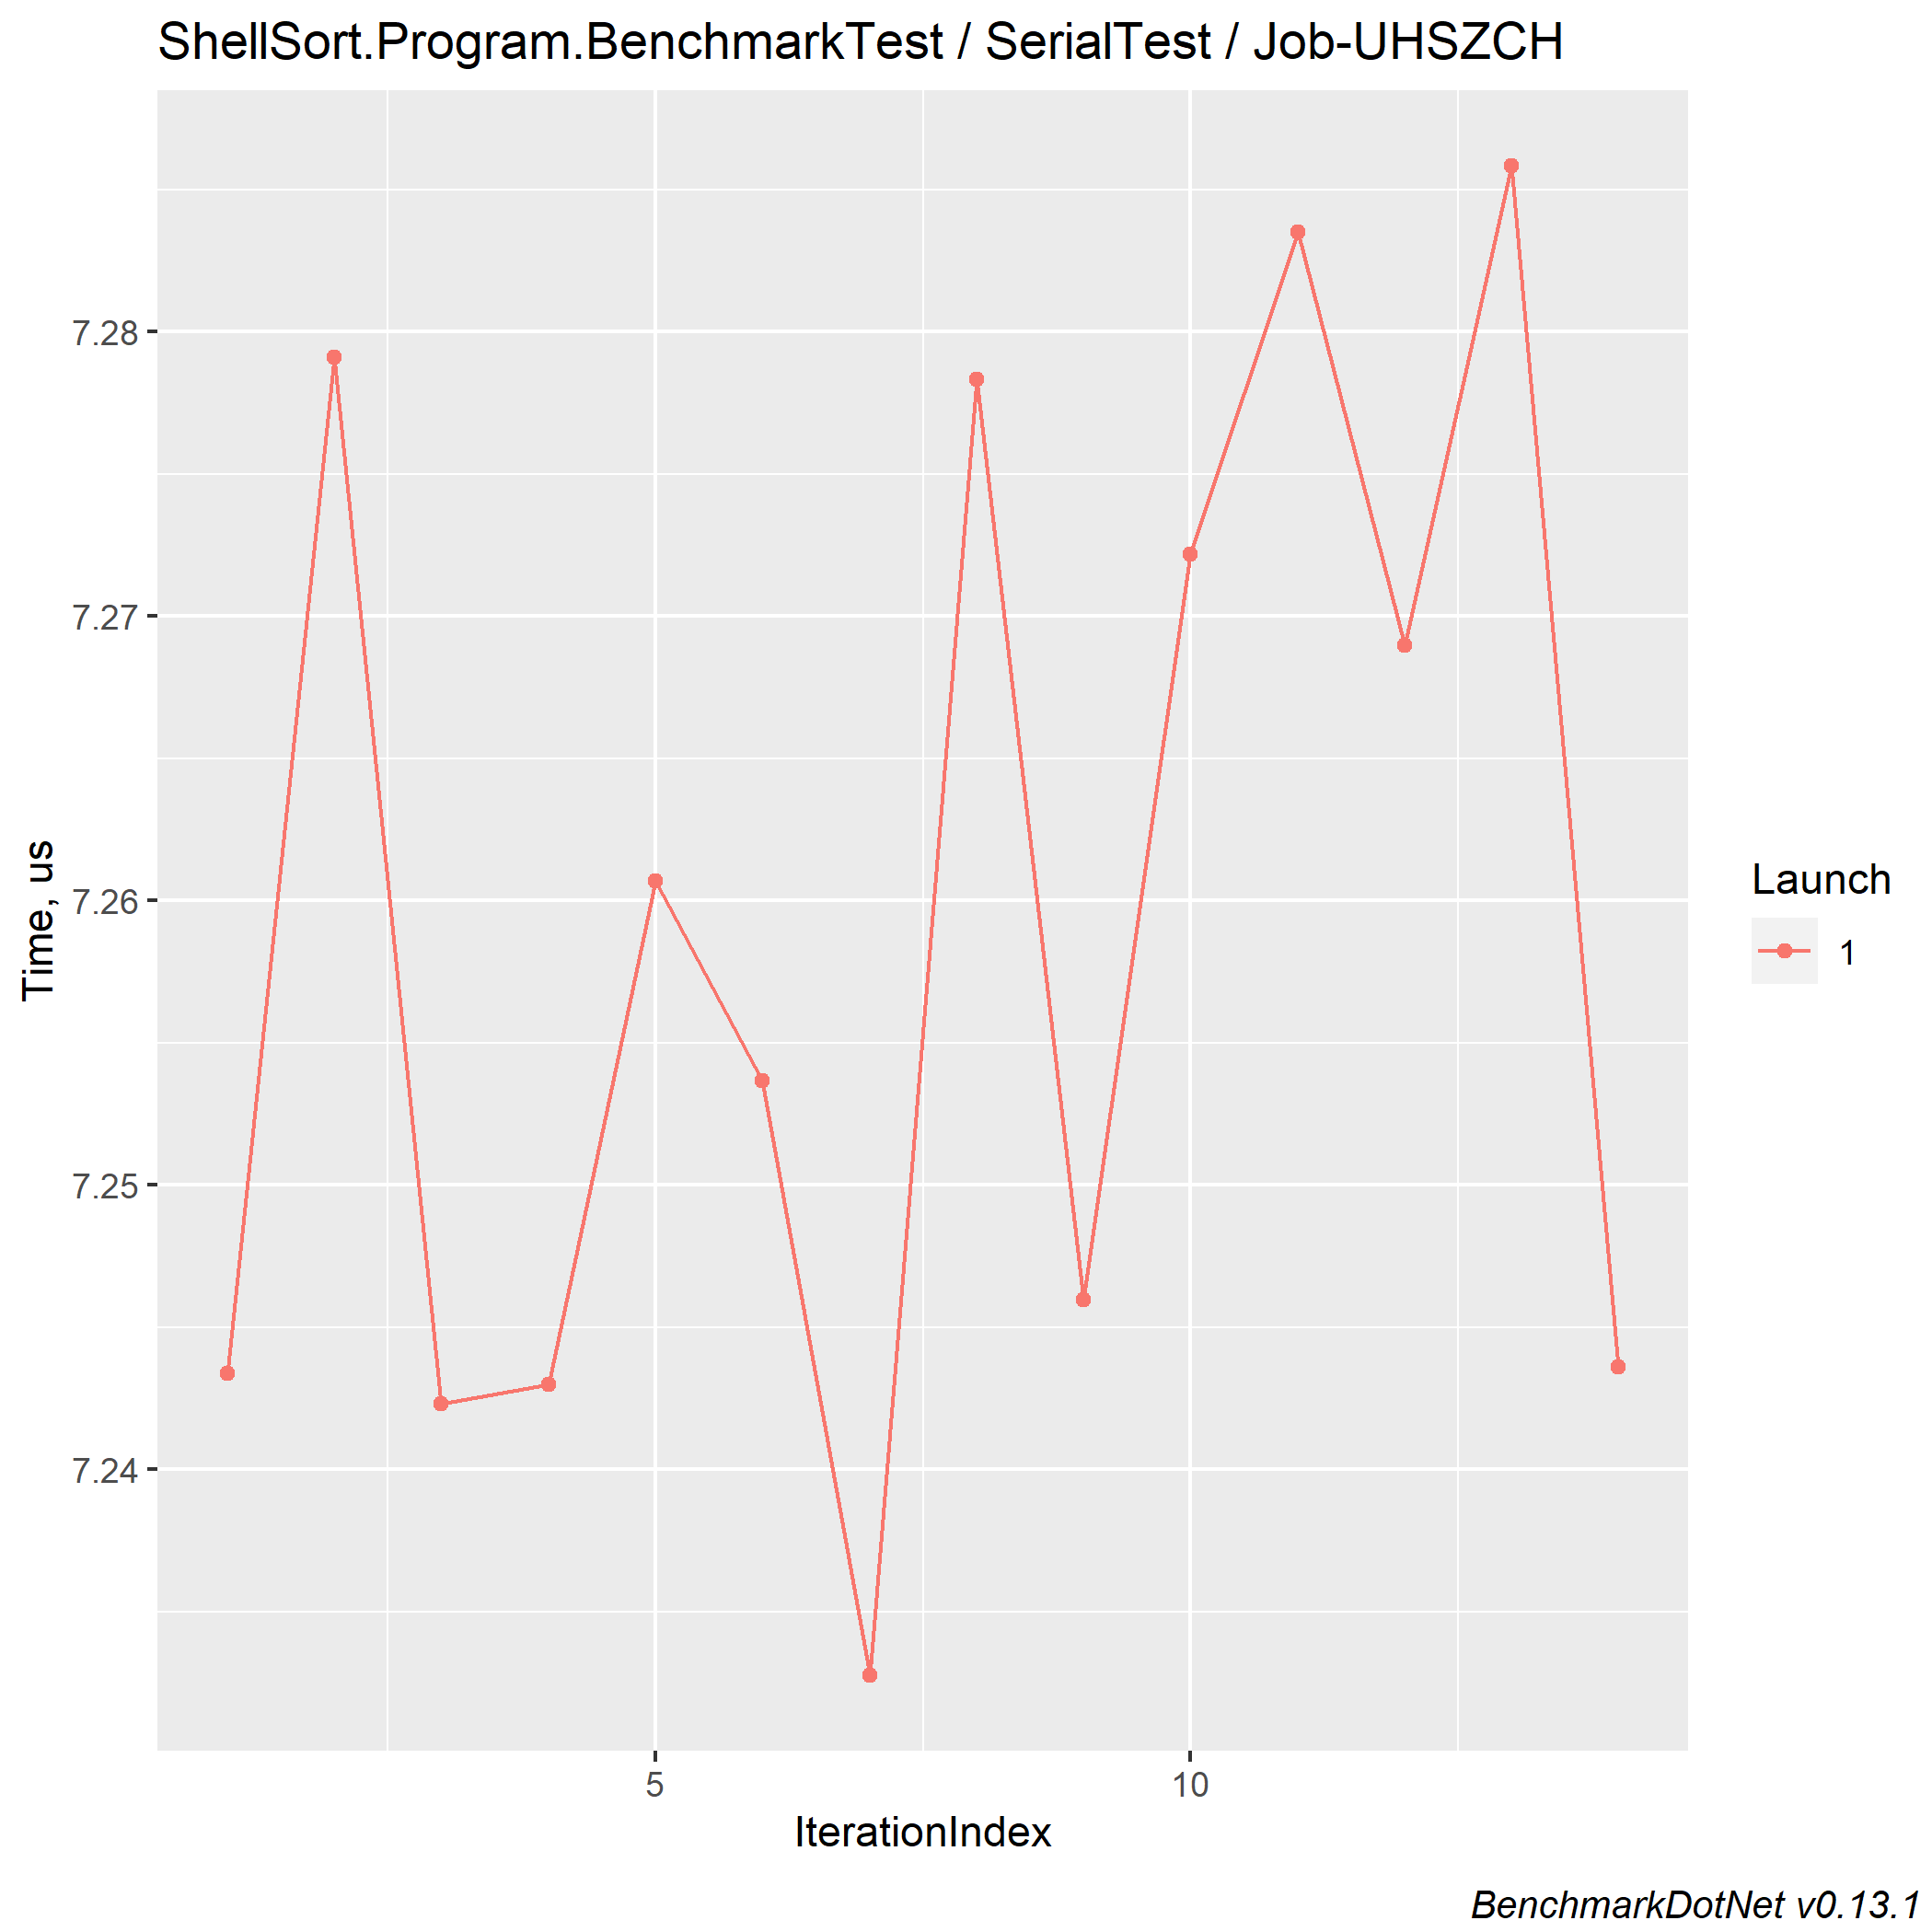 ShellSort.Program.BenchmarkTest / SerialTest / Job-UHSZCH
Time, us
7.28
7.27
7.26
7.25
7.24
5
10
IterationIndex
Launch
1
BenchmarkDotNet v0.13.1